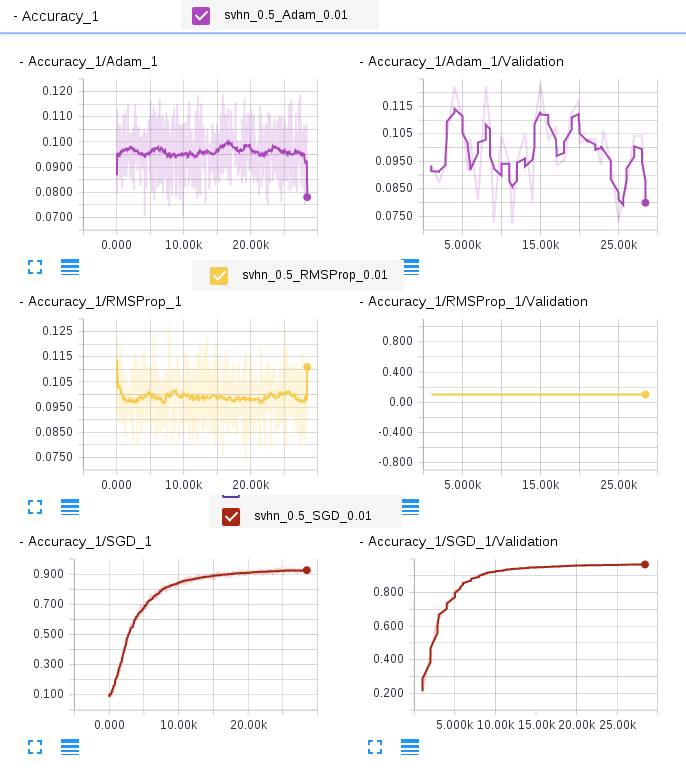 - Accuracy_1
svhn_0.5_Adam_0.01
- Accuracy_1/Adam_1
0.120
0.110
0.100
0.0900
0.0800
0.0700
0.000 10.00k 20.00k
- Accuracy_1/Adam_1/Validation
0.115
0.105
0.0950
0.0850
0.0750
5.000k 15.00k 25.00k
svhn_0.5_RMSProp_0.01
- Accuracy_1/RMSProp_1
0.125
0.115
0.105
0.0950
0.0850
0.0750
0.000 10.00k 20.00k
- Accuracy_1/RMSProp_1/Validation
0.800
0.400
0.00
-0.400
-0.800
5.000k 15.00k 25.00k
svhn_0.5_SGD_0.01
- Accuracy_1/SGD_1
0.900
0.700
0.500
0.300
0.100
0.000 10.00k 20.00k
- Accuracy_1/SGD_1/Validation
0.800
0.600
0.400
0.200
5.000k 10.00k 15.00k 20.00k 25.00k